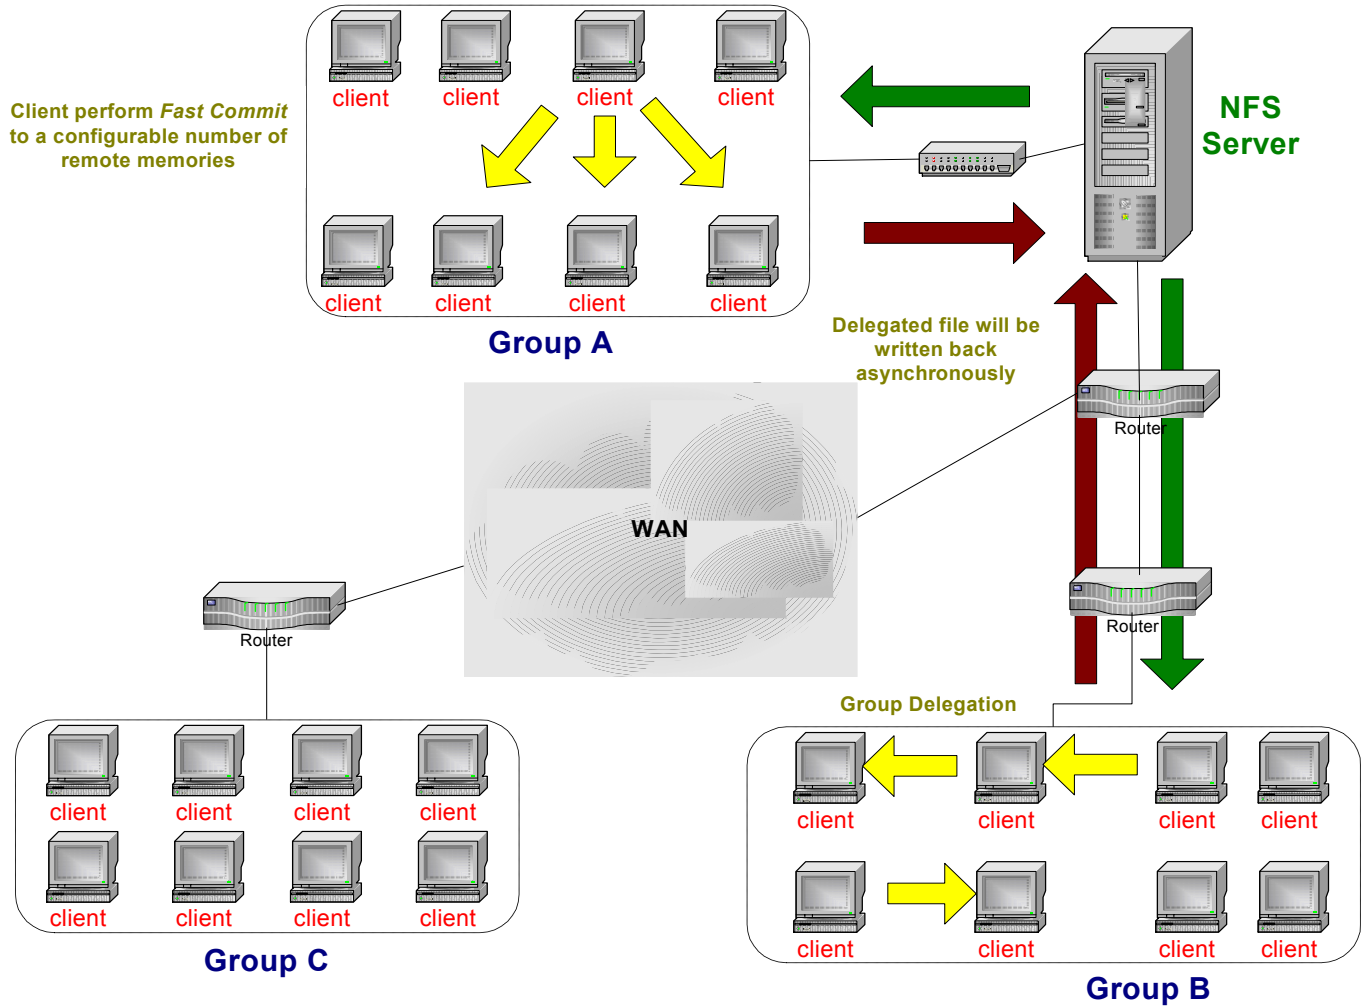 client
client
client
client
Client perform Fast Commit
to a configurable number of
remote memories
NFS
Server
client
client
client
client
Group A
Delegated file will be
written back
asynchronously
Router
WAN
Router
Router
Group Delegation
client
client
client
client
client
client
client
client
Group C
client
client
client
client
client
client
client
client
Group B